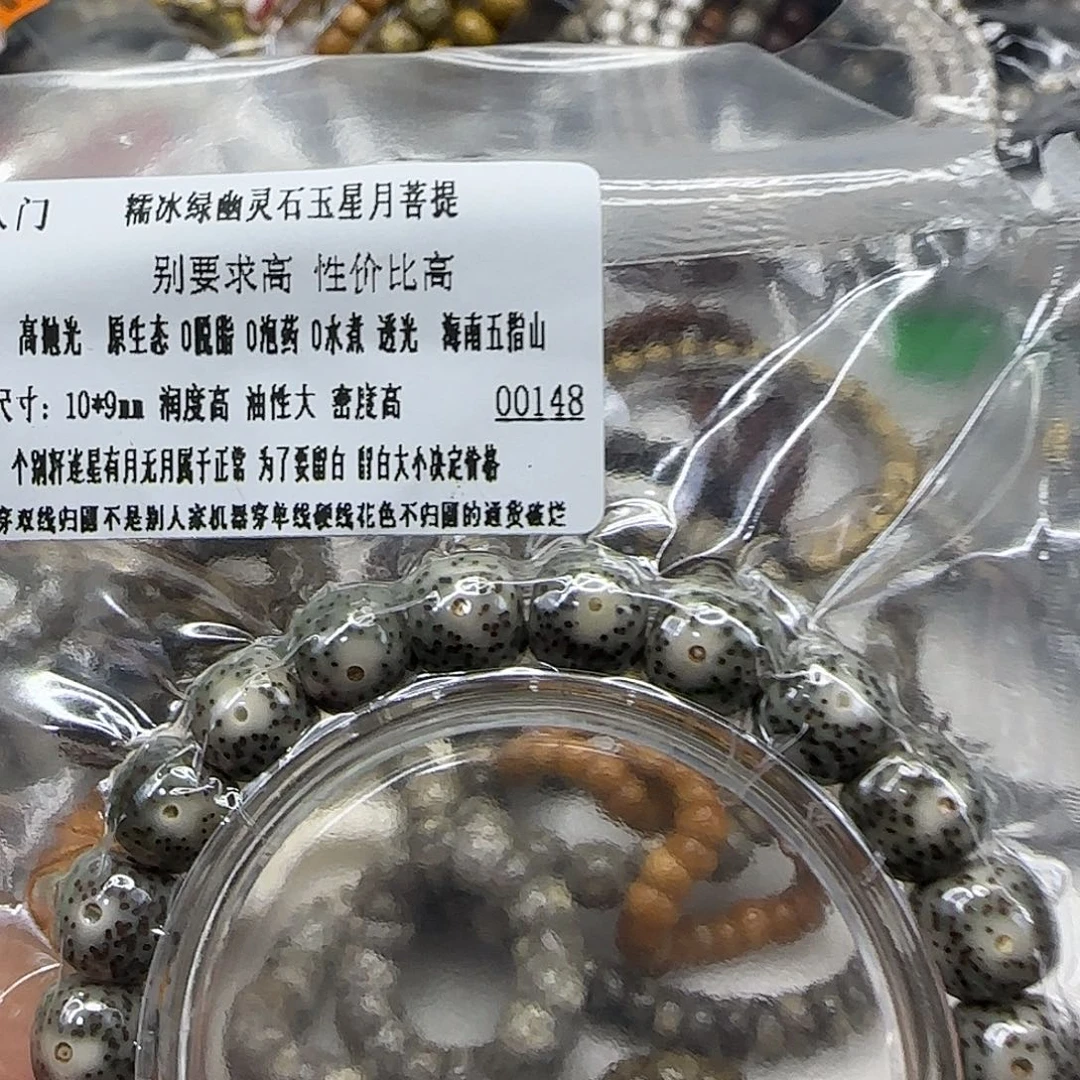 入门 糯冰绿幽灵石玉星月菩提
别要求高 性价比高
高抛光 原生态 0脱脂 0泡药 0水煮 透光 海南五指山
尺寸: 10*9mm 润度高 油性大 密度高 00148
个别籽连星有月无月属于正常 为了要留白 留白大小决定价格
穿双线归圆不是别人家机器穿单线硬线花色不归圆的通货破烂